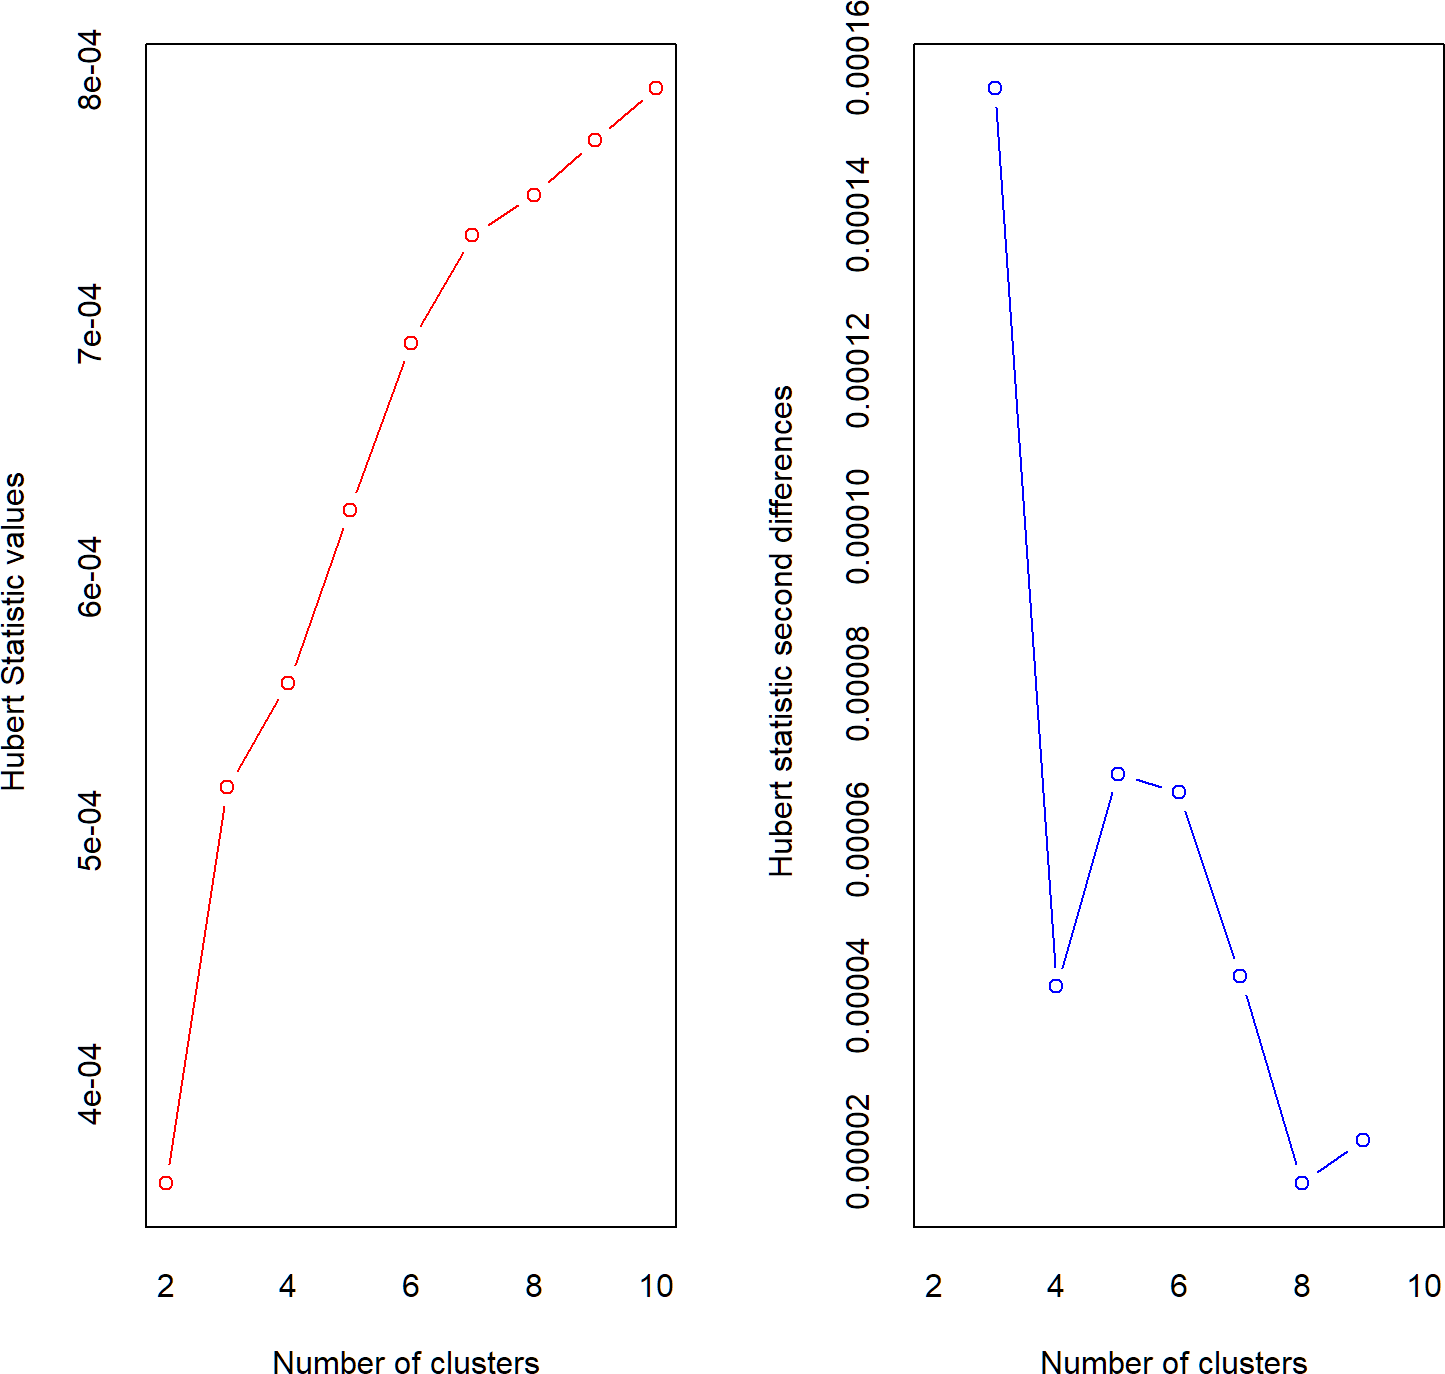 Hubert Statistic values
8e-04
7e-04
6e-04
5e-04
4e-04
2 4 6 8 10
Number of clusters
Hubert statistic second differences
0.00016
0.00014
0.00012
0.00010
0.00008
0.00006
0.00004
0.00002
2 4 6 8 10
Number of clusters